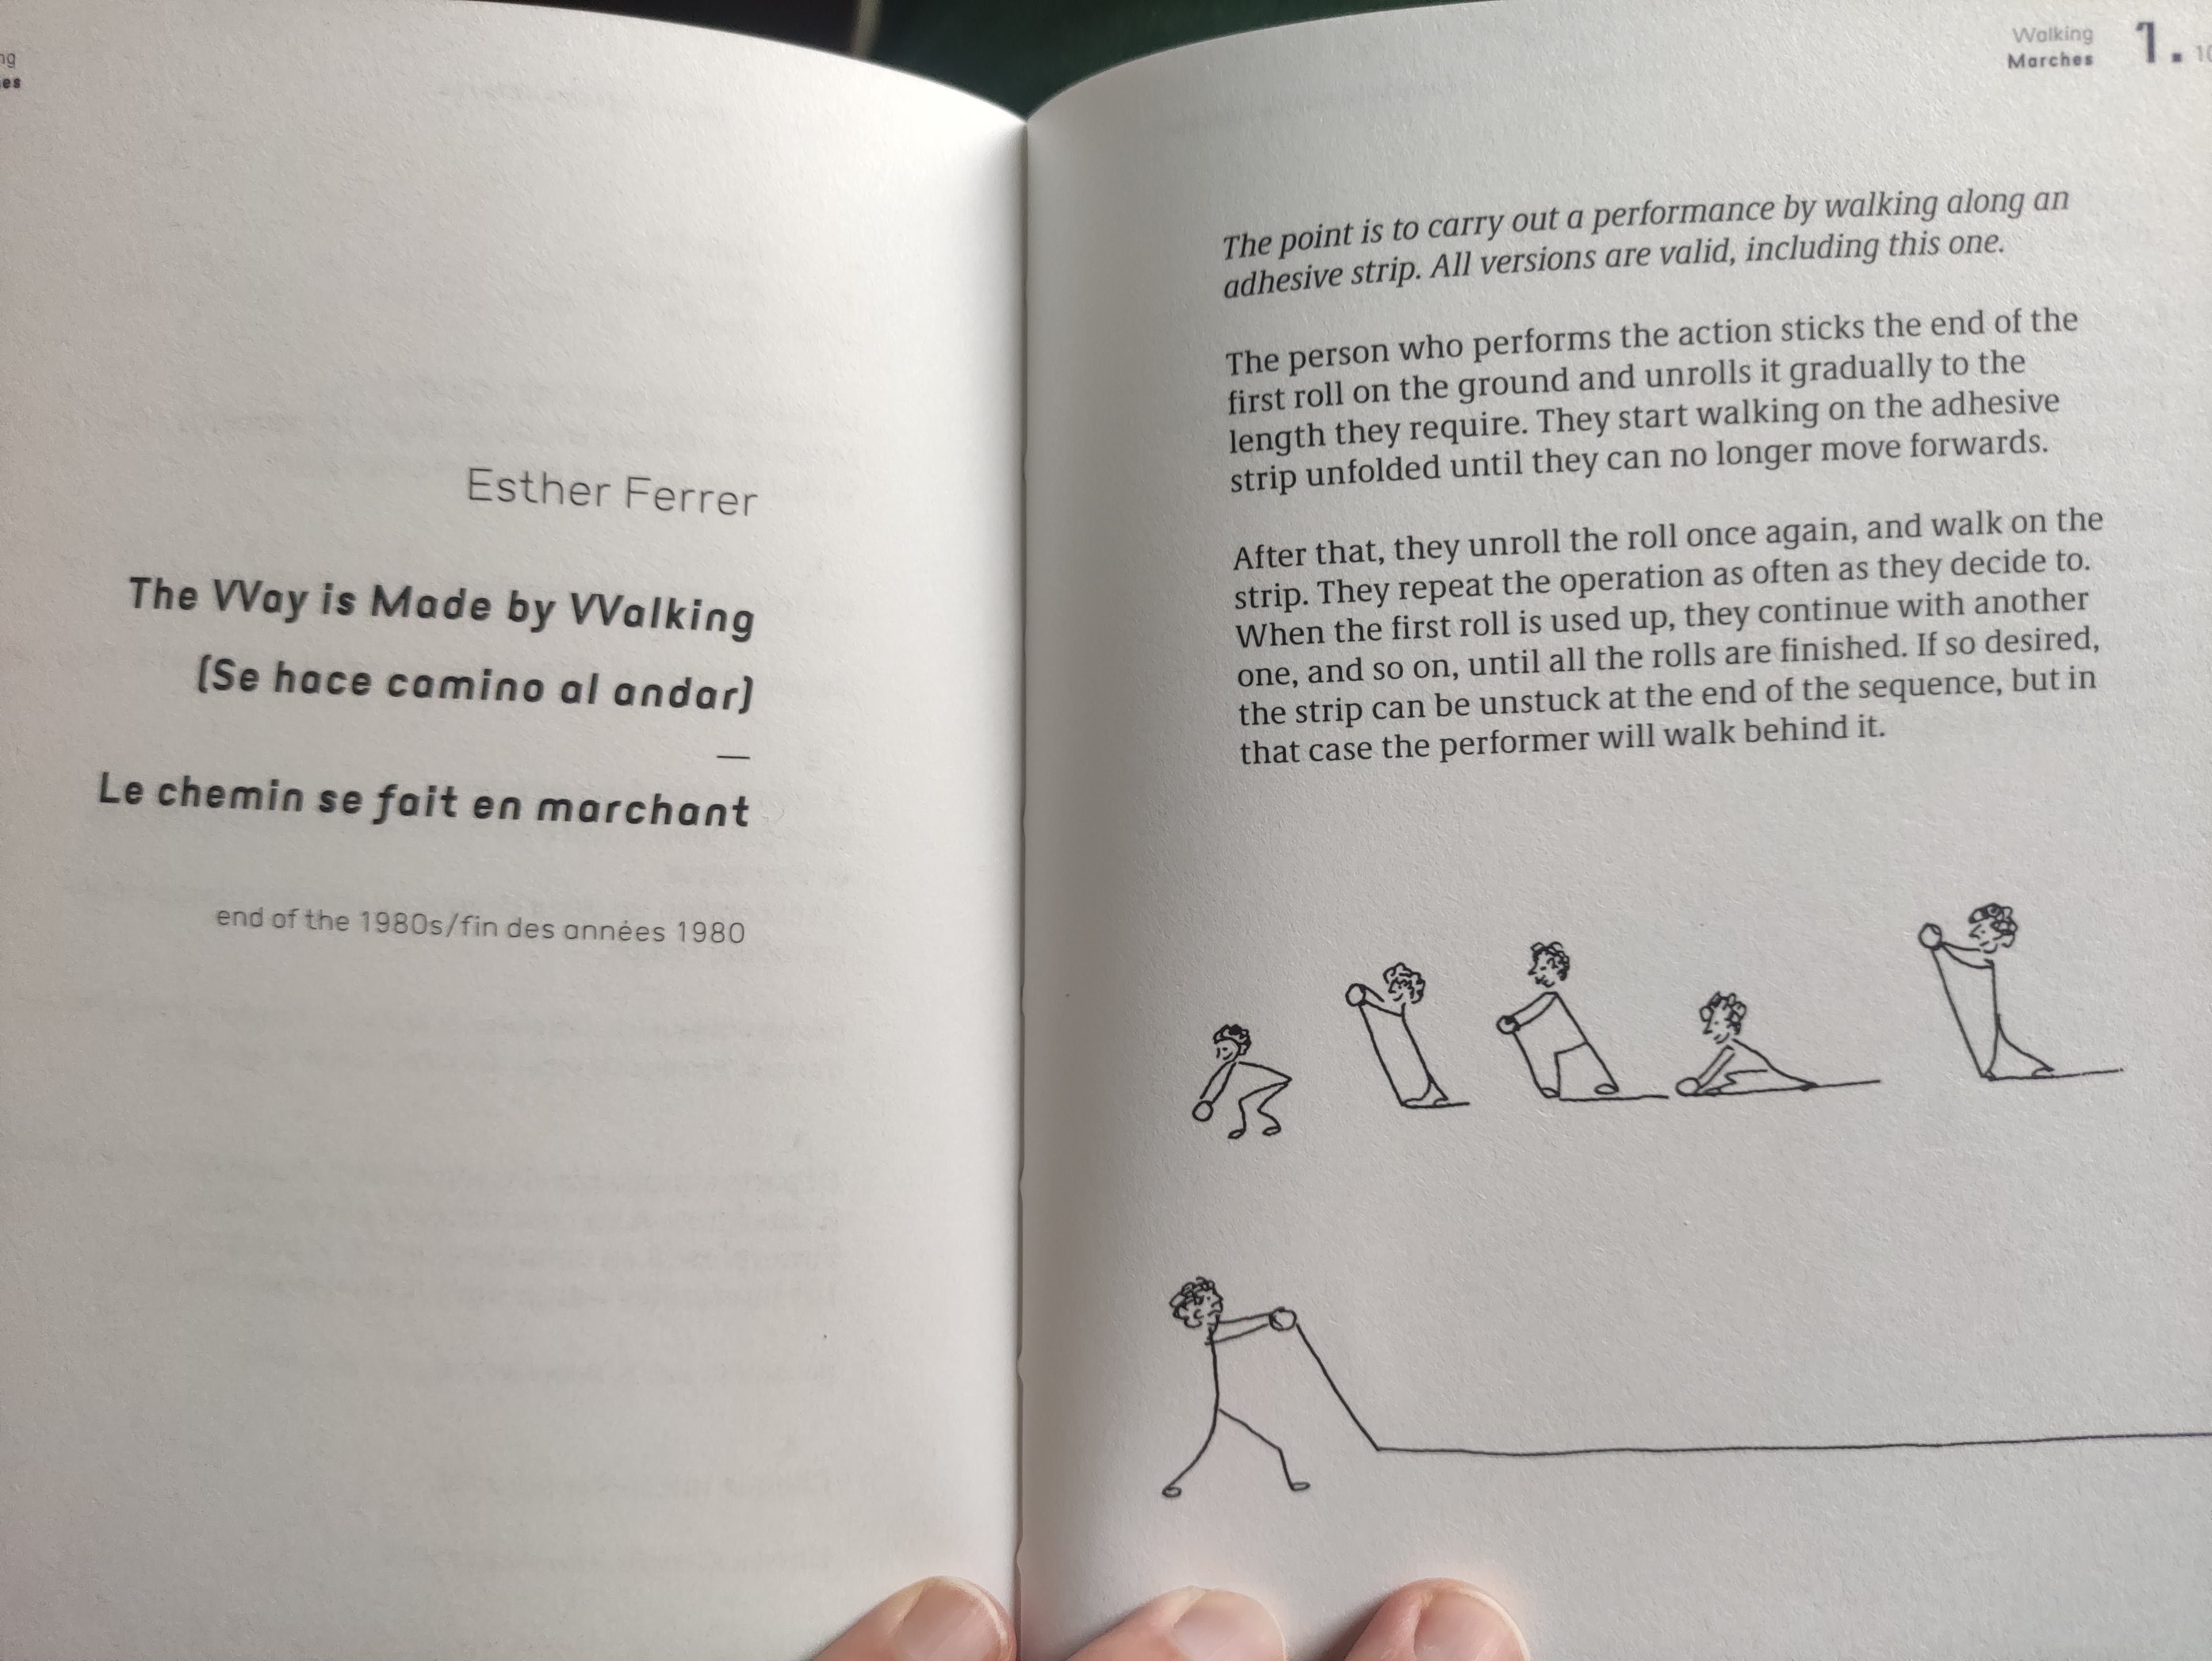 Esther Ferrer
The Way is Made by Walking
(Se hace camino al andar)
—
Le chemin se fait en marchant
end of the 1980s/fin des années 1980
Walking
Marches
1.
The point is to carry out a performance by walking along an
adhesive strip. All versions are valid, including this one.
The person who performs the action sticks the end of the
first roll on the ground and unrolls it gradually to the
length they require. They start walking on the adhesive
strip unfolded until they can no longer move forwards.
After that, they unroll the roll once again, and walk on the
strip. They repeat the operation as often as they decide to.
When the first roll is used up, they continue with another
one, and so on, until all the rolls are finished. If so desired,
the strip can be unstuck at the end of the sequence, but in
that case the performer will walk behind it.